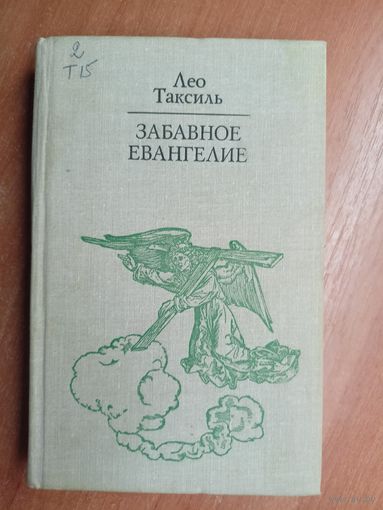 2
Т15
Лео
Таксиль
ЗАБАВНОЕ
ЕВАНГЕЛИЕ